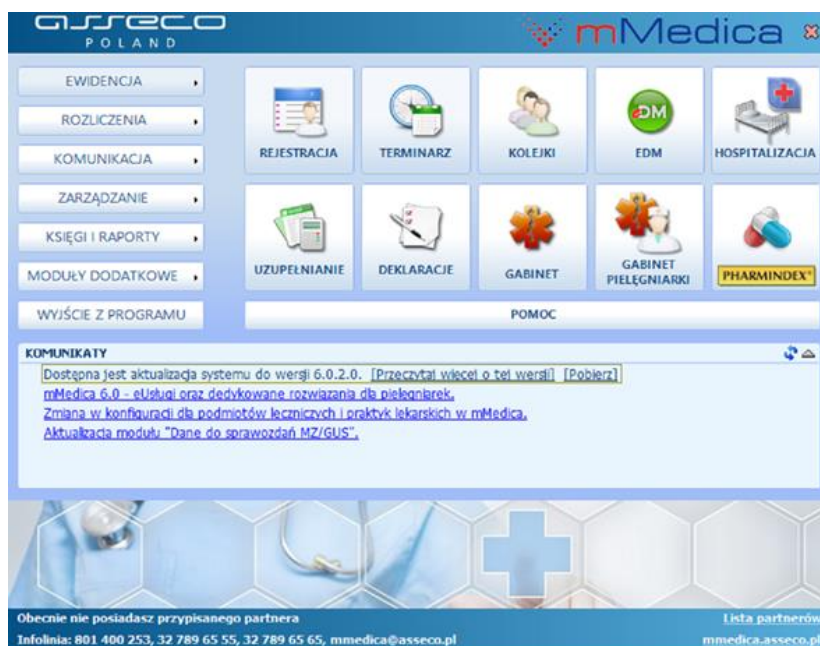 asseco
POLAND
mMedica
EWIDENCJA
ROZLICZENIA
KOMUNIKACJA
ZARZĄDZANIE
KSIĘGI I RAPORTY
MODUŁY DODATKOWE
WYJŚCIE Z PROGRAMU
REJESTRACJA
TERMINARZ
KOLEJKI
eDM
EDM
HOSPITALIZACJA
UZUPEŁNIANIE
DEKLARACJE
GABINET
GABINET
PIELĘGNIARKI
PHARMINDEX®
POMOC
KOMUNIKATY
Dostępna jest aktualizacja systemu do wersji 6.0.2.0. [Przeczytaj więcej o tej wersji] [Pobierz]
mMedica 6.0 - eUsługi oraz dedykowane rozwiązania dla pielęgniarek.
Zmiana w konfiguracji dla podmiotów leczniczych i praktyk lekarskich w mMedica.
Aktualizacja modułu "Dane do sprawozdań MZ/GUS".
Obecnie nie posiadasz przypisanego partnera
Lista partnerów
Infolinia: 801 400 253, 32 789 65 55, 32 789 65 65, mmedica@asseco.pl
mmedica.asseco.pl